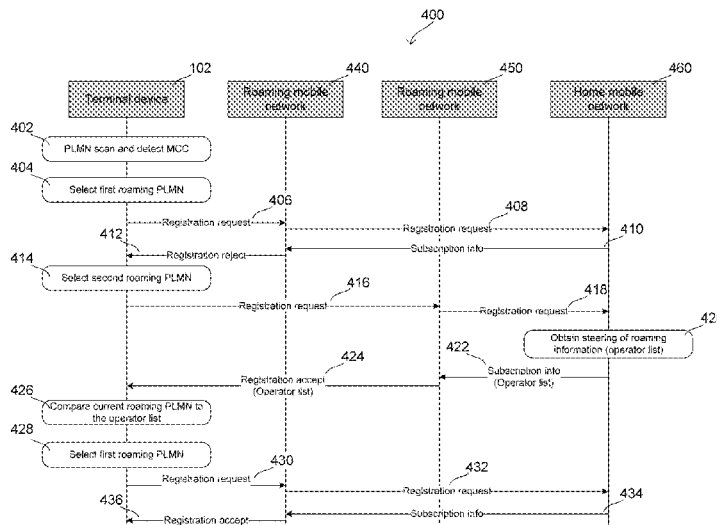 400
102
440
450
460
Terminal device
Roaming mobile
network
Roaming mobile
network
Home mobile
network
402
PLMN scan and detect MCC
404
Select first roaming PLMN
406
Registration request
408
Registration request
410
Subscription info
412
Registration reject
414
Select second roaming PLMN
416
Registration request
418
Registration request
42
Obtain steering of roaming
information (operator list)
422
Subscription info
(Operator list)
424
Registration accept
(Operator list)
426
Compare current roaming PLMN to
the operator list
428
Select first roaming PLMN
430
Registration request
432
Registration request
434
Subscription info
436
Registration accept